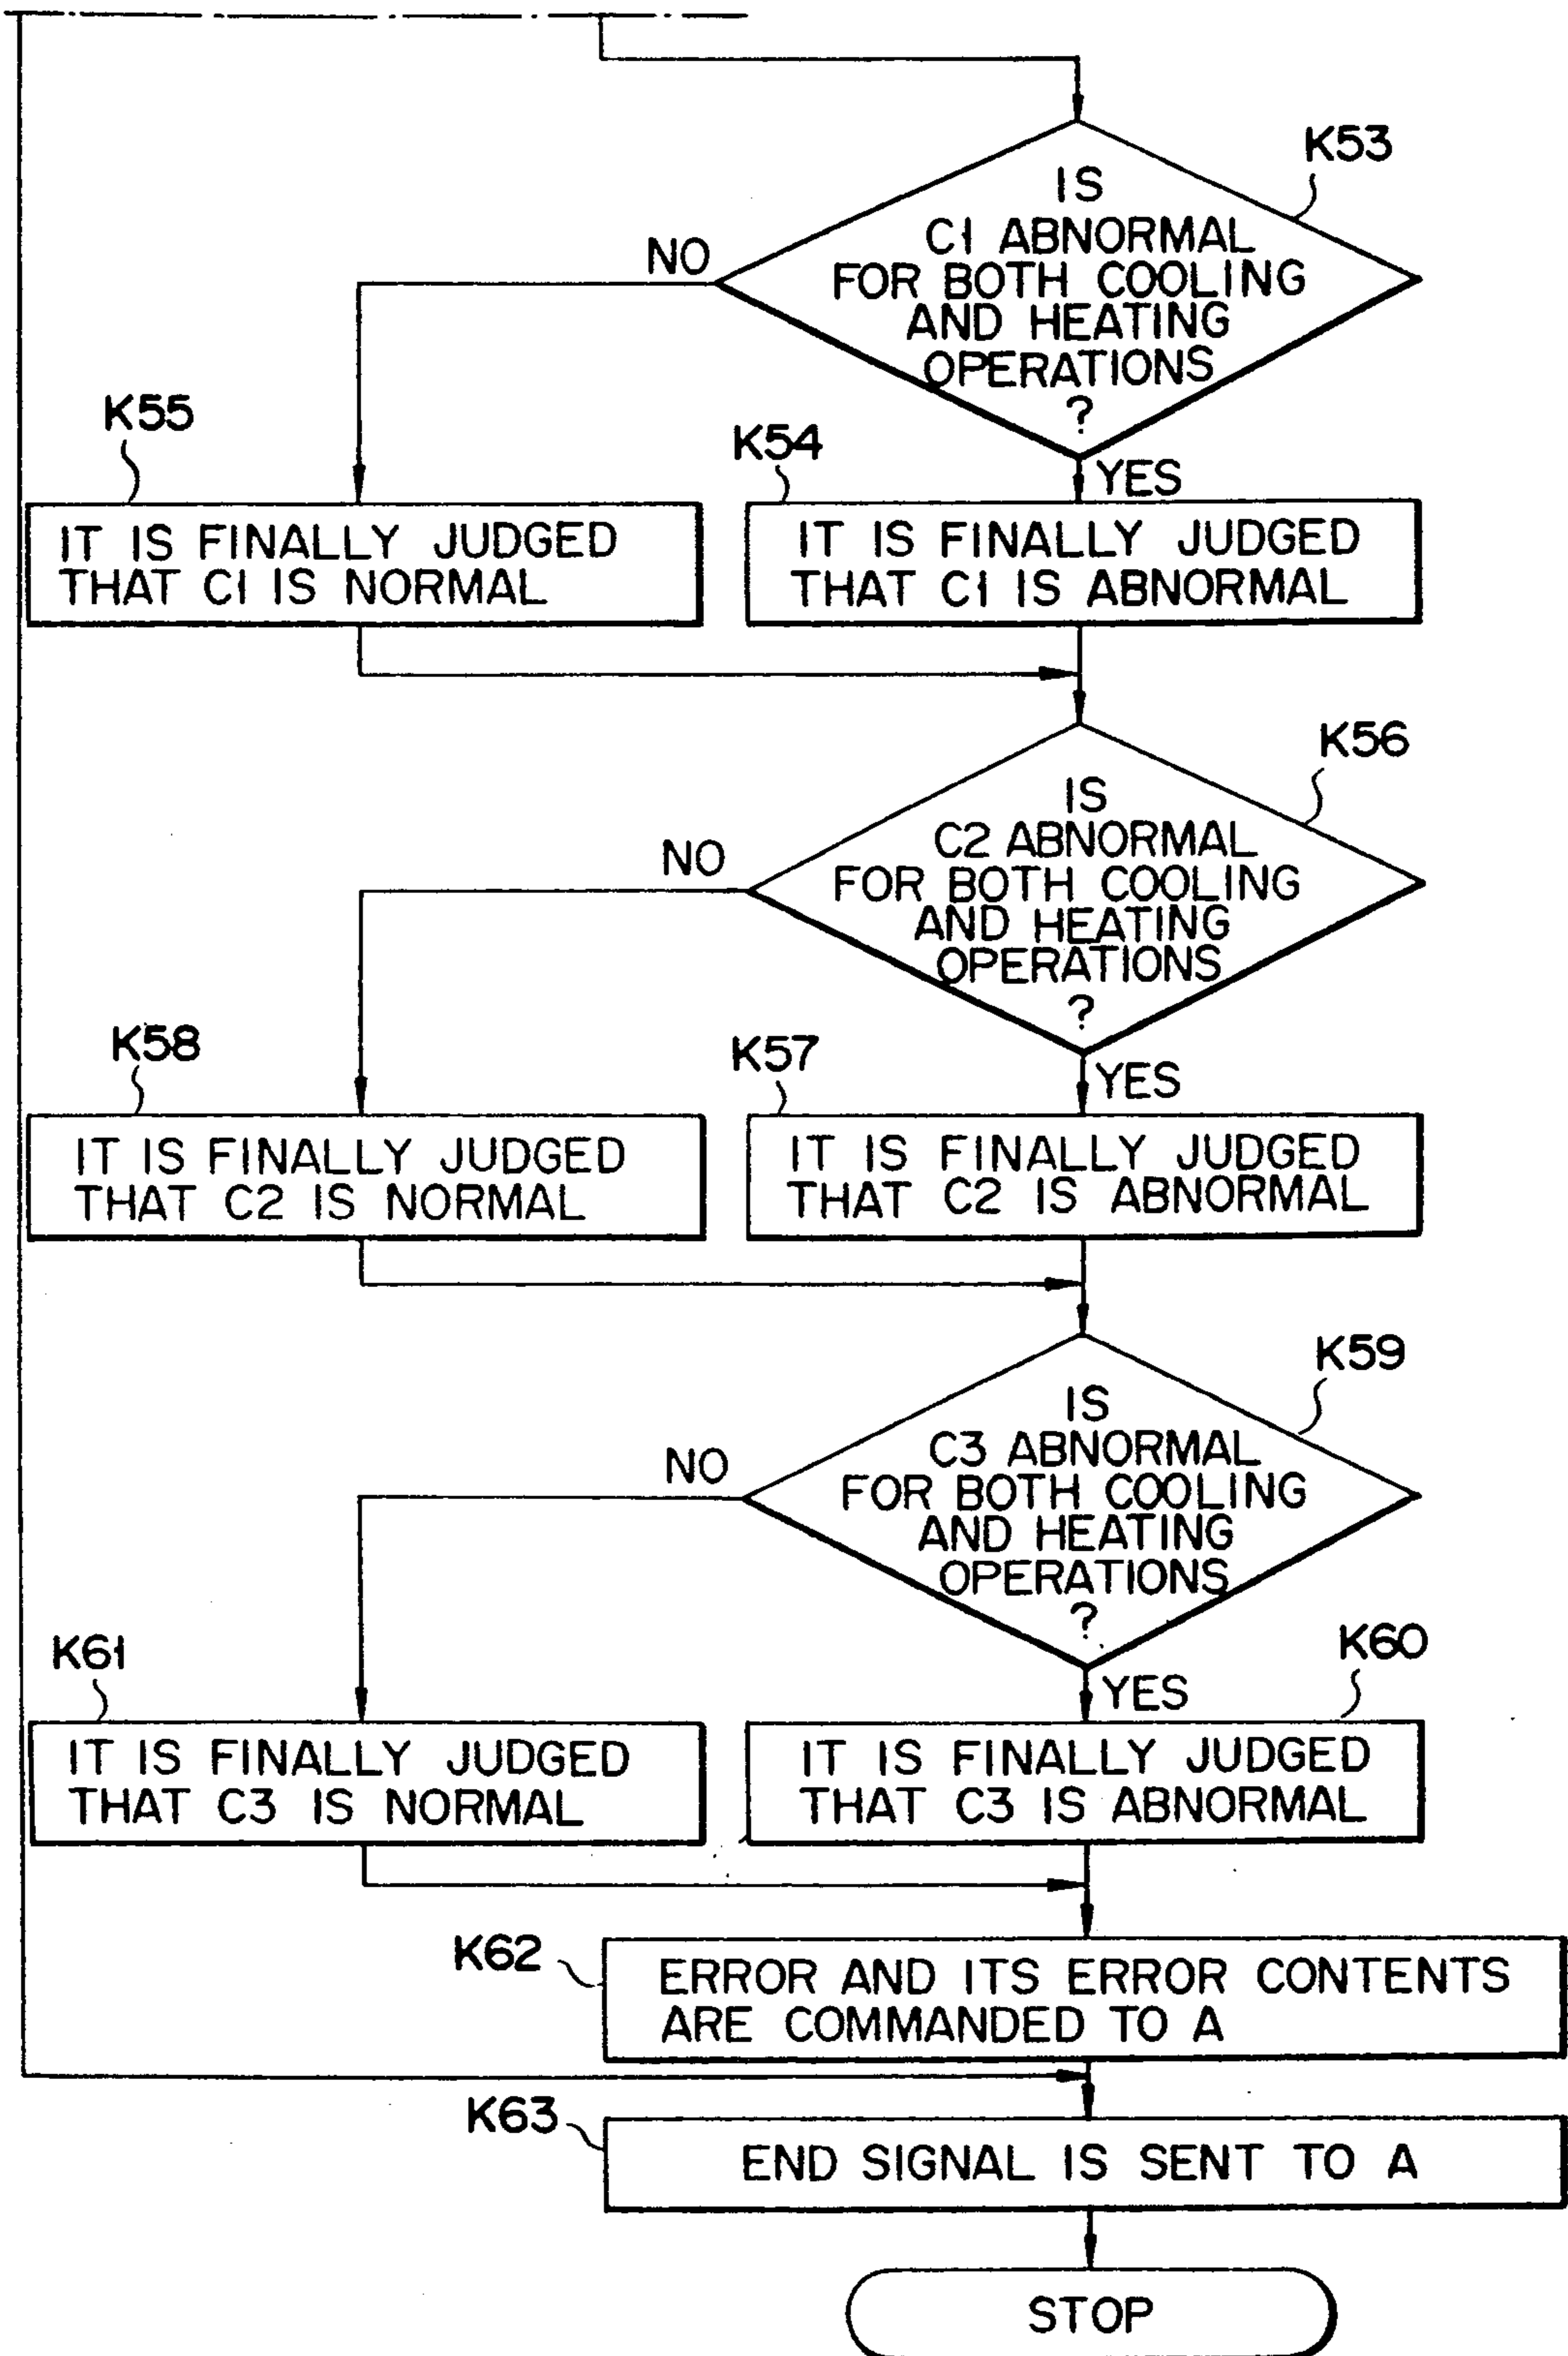 K53
IS
C1 ABNORMAL
FOR BOTH COOLING
AND HEATING
OPERATIONS
?
NO
YES
K55
IT IS FINALLY JUDGED
THAT C1 IS NORMAL
K54
IT IS FINALLY JUDGED
THAT C1 IS ABNORMAL
K56
IS
C2 ABNORMAL
FOR BOTH COOLING
AND HEATING
OPERATIONS
?
NO
YES
K58
IT IS FINALLY JUDGED
THAT C2 IS NORMAL
K57
IT IS FINALLY JUDGED
THAT C2 IS ABNORMAL
K59
IS
C3 ABNORMAL
FOR BOTH COOLING
AND HEATING
OPERATIONS
?
NO
YES
K61
IT IS FINALLY JUDGED
THAT C3 IS NORMAL
K60
IT IS FINALLY JUDGED
THAT C3 IS ABNORMAL
K62
ERROR AND ITS ERROR CONTENTS
ARE COMMANDED TO A
K63
END SIGNAL IS SENT TO A
STOP